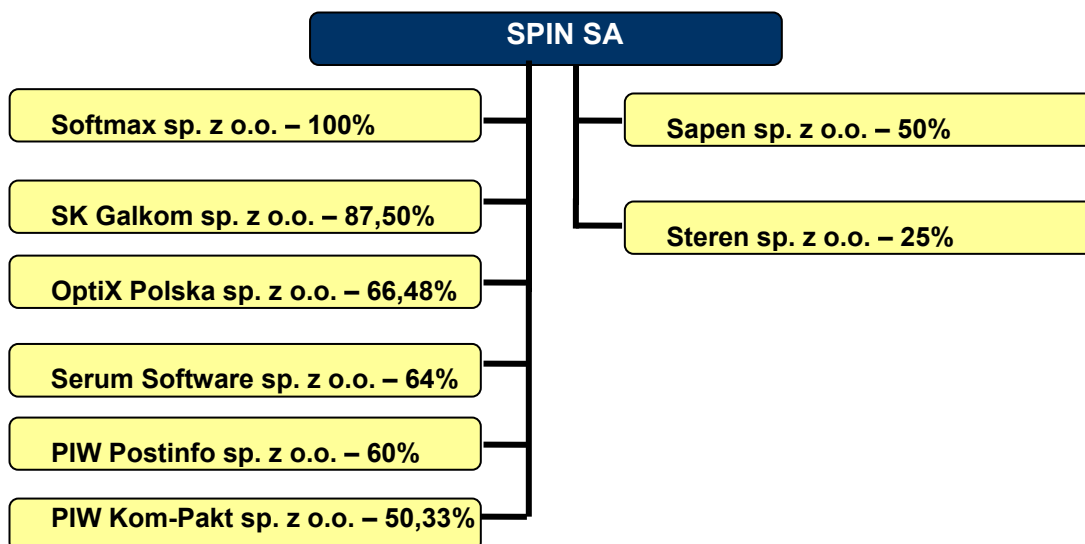 SPIN SA
Softmax sp. z o.o. – 100%
SK Galkom sp. z o.o. – 87,50%
OptiX Polska sp. z o.o. – 66,48%
Serum Software sp. z o.o. – 64%
PIW Postinfo sp. z o.o. – 60%
PIW Kom-Pakt sp. z o.o. – 50,33%
Sapen sp. z o.o. – 50%
Steren sp. z o.o. – 25%